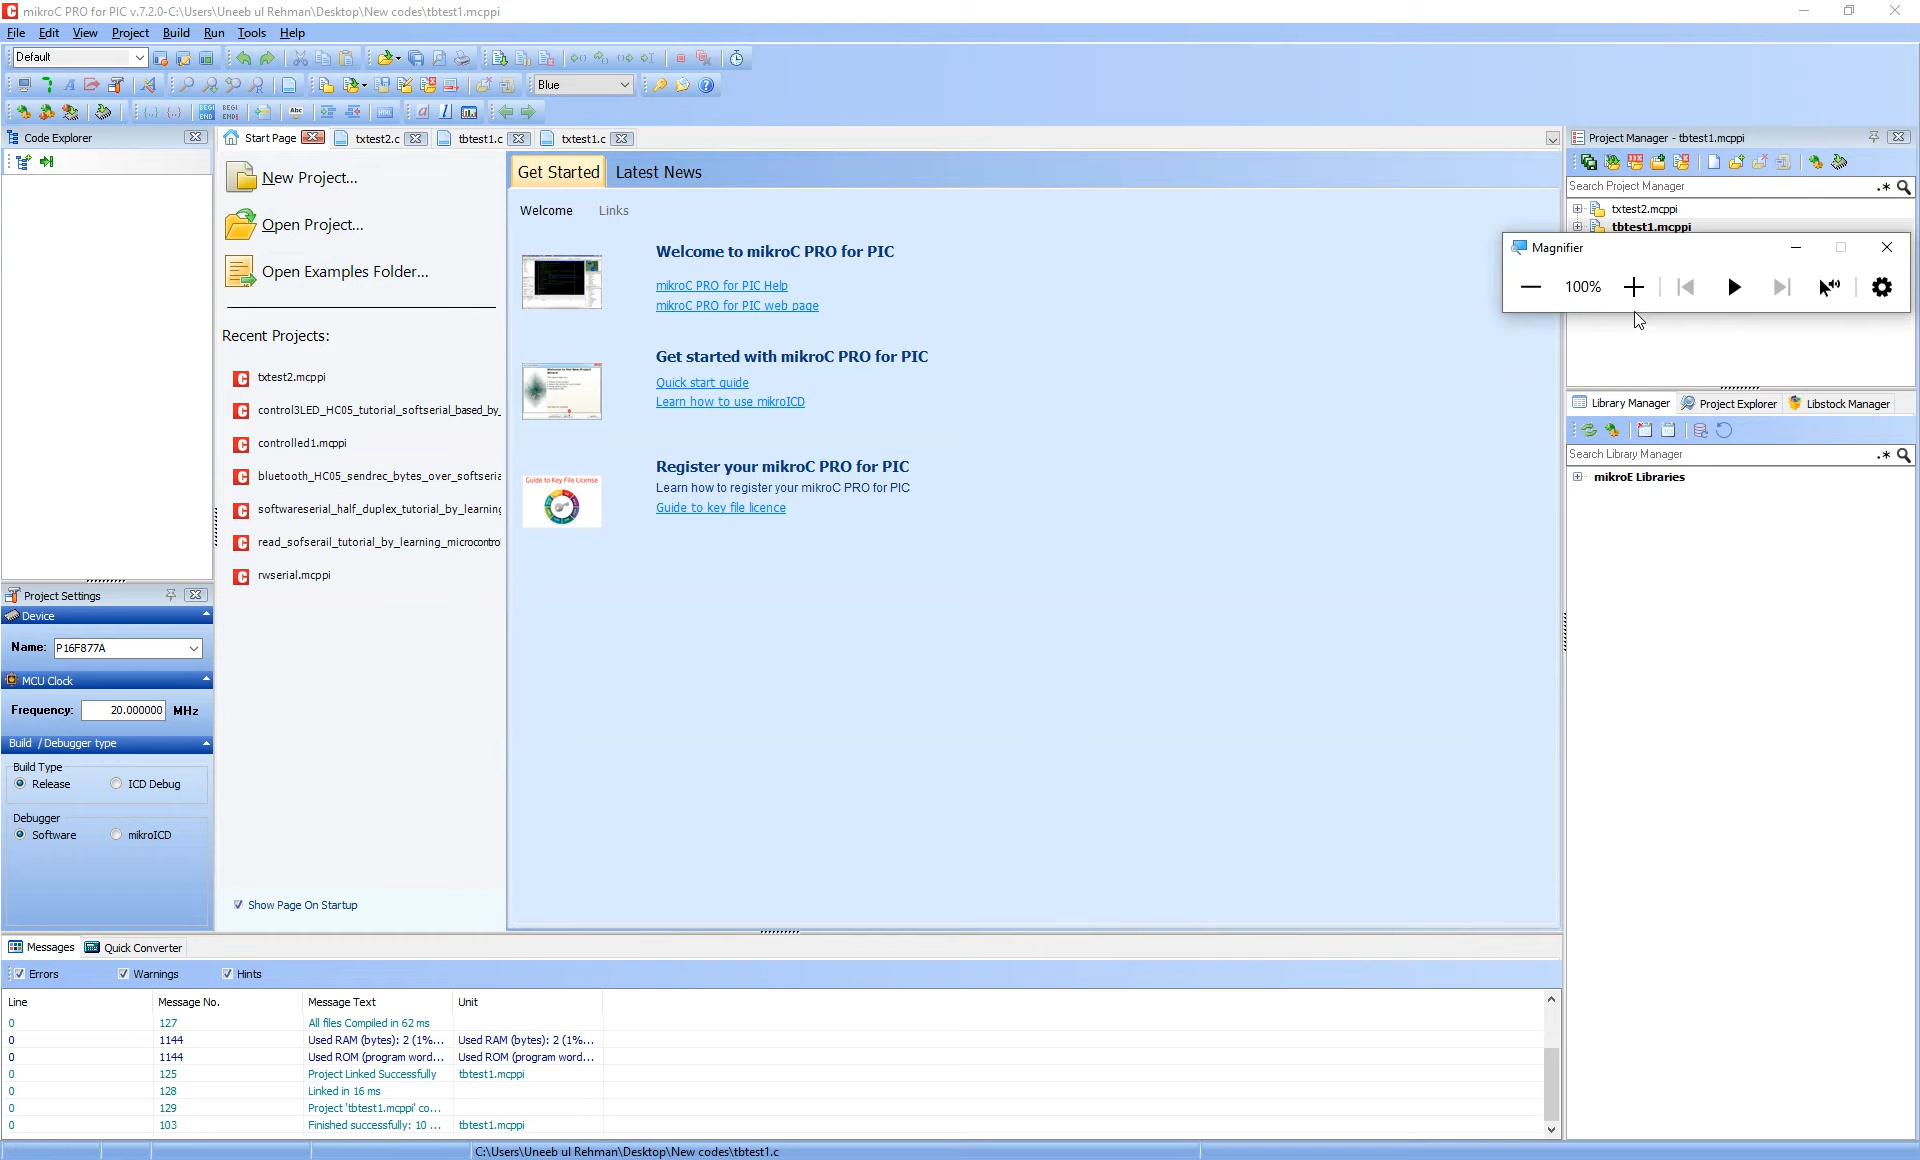 mikroC PRO for PIC v.7.2.0-C:\Users\Uneeb ul Rehman\Desktop\New codes\tbtest1.mcppi
File Edit View Project Build Run Tools Help
Default
Blue
Code Explorer
Start Page txtest2.c tbtest1.c txtest1.c
Project Manager - tbtest1.mcppi
Search Project Manager
txtest2.mcppi
tbtest1.mcppi
Magnifier
100%
New Project...
Open Project...
Open Examples Folder...
Recent Projects:
txtest2.mcppi
control3LED_HC05_tutorial_softserial_based_by_
controlled1.mcppi
bluetooth_HC05_sendrec_bytes_over_softseria
softwareserial_half_duplex_tutorial_by_learning
read_sofserail_tutorial_by_learning_microcontro
rwserial.mcppi
Show Page On Startup
Get Started Latest News
Welcome Links
Welcome to mikroC PRO for PIC
mikroC PRO for PIC Help
mikroC PRO for PIC web page
Get started with mikroC PRO for PIC
Quick start guide
Learn how to use mikroICD
Guide to Key File License
Register your mikroC PRO for PIC
Learn how to register your mikroC PRO for PIC
Guide to key file licence
Library Manager Project Explorer Libstock Manager
Search Library Manager
mikroE Libraries
Project Settings
Device
Name: P16F877A
MCU Clock
Frequency: 20.000000 MHz
Build /Debugger type
Build Type
Release ICD Debug
Debugger
Software mikroICD
Messages Quick Converter
Errors Warnings Hints
Line Message No. Message Text Unit
0 127 All files Compiled in 62 ms
0 1144 Used RAM (bytes): 2 (1%... Used RAM (bytes): 2 (1%...
0 1144 Used ROM (program word... Used ROM (program word...
0 125 Project Linked Successfully tbtest1.mcppi
0 128 Linked in 16 ms
0 129 Project 'tbtest1.mcppi' co...
0 103 Finished successfully: 10 ... tbtest1.mcppi
C:\Users\Uneeb ul Rehman\Desktop\New codes\tbtest1.c